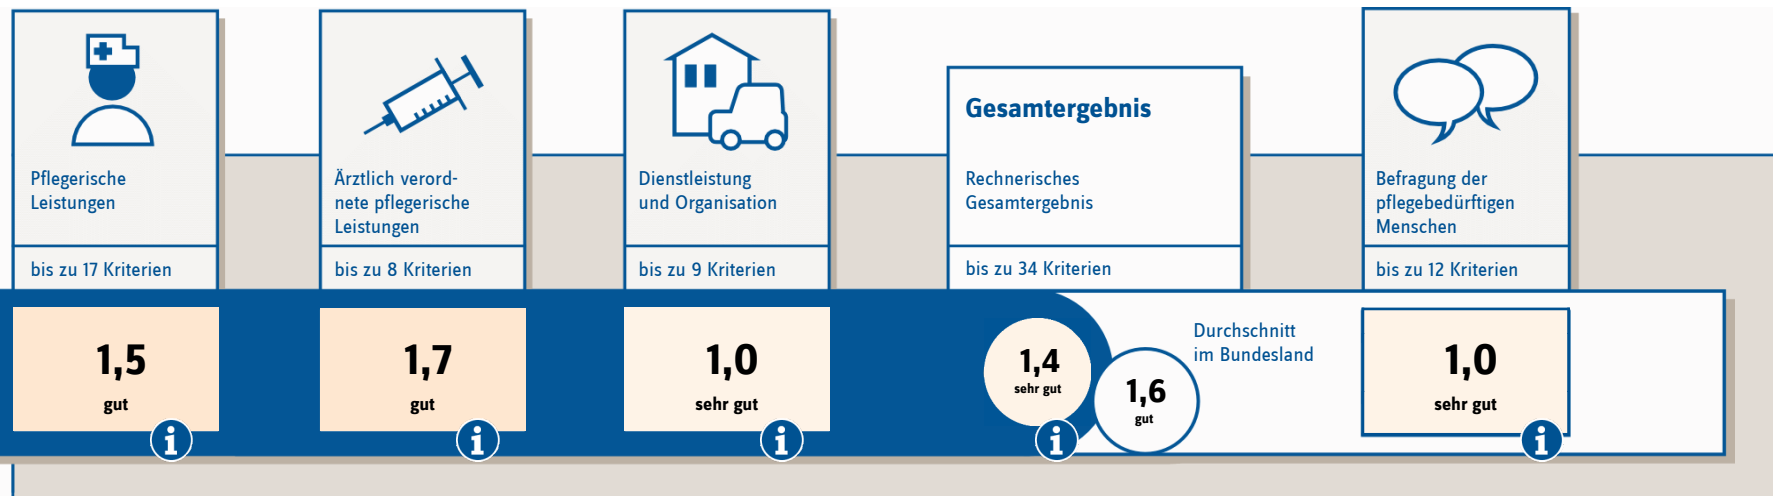 Pflegerische
Leistungen
bis zu 17 Kriterien
1,5
gut
i
Ärztlich verord-
nete pflegerische
Leistungen
bis zu 8 Kriterien
1,7
gut
i
Dienstleistung
und Organisation
bis zu 9 Kriterien
1,0
sehr gut
i
Gesamtergebnis
Rechnerisches
Gesamtergebnis
bis zu 34 Kriterien
1,4
sehr gut
i
1,6
gut
Durchschnitt
im Bundesland
Befragung der
pflegebedürftigen
Menschen
bis zu 12 Kriterien
1,0
sehr gut
i